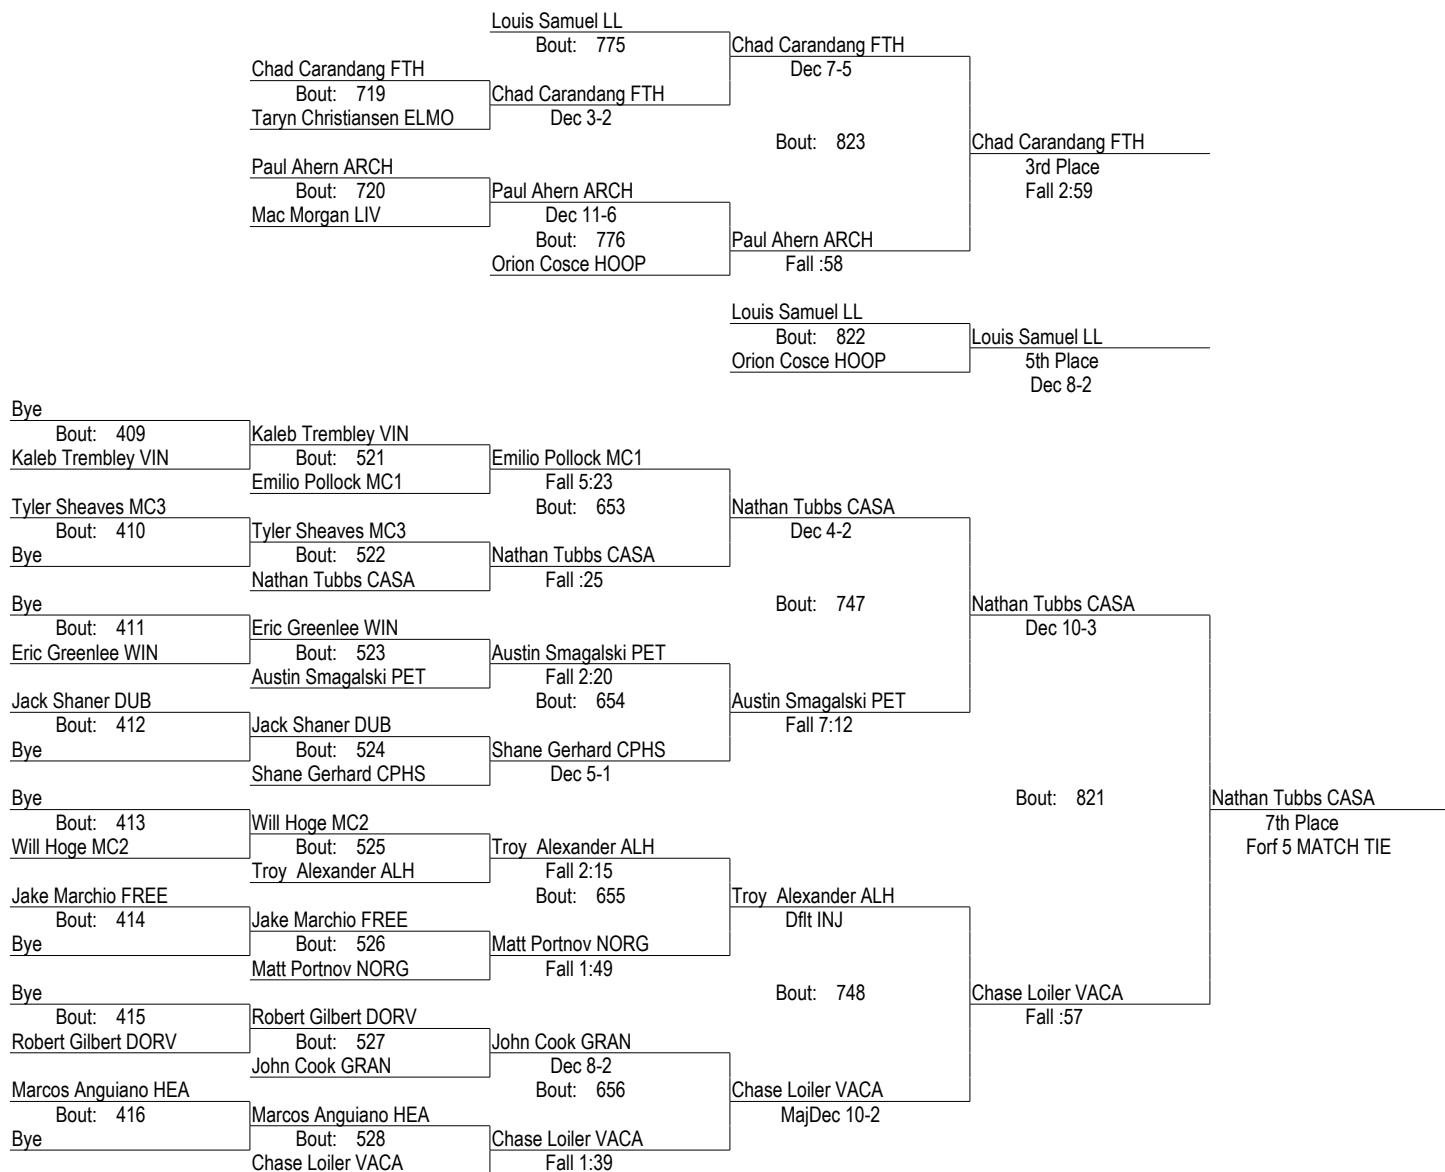 Louis Samuel LL
Bout: 775
Chad Carandang FTH
Chad Carandang FTH
Dec 7-5
Bout: 719
Chad Carandang FTH
Taryn Christiansen ELMO
Dec 3-2
Bout: 823
Chad Carandang FTH
Paul Ahern ARCH
3rd Place
Bout: 720
Paul Ahern ARCH
Fall 2:59
Mac Morgan LIV
Dec 11-6
Bout: 776
Paul Ahern ARCH
Orion Cosce HOOP
Fall :58
Louis Samuel LL
Bout: 822
Louis Samuel LL
Orion Cosce HOOP
5th Place
Dec 8-2
Bye
Bout: 409
Kaleb Trembley VIN
Kaleb Trembley VIN
Bout: 521
Emilio Pollock MC1
Emilio Pollock MC1
Fall 5:23
Tyler Sheaves MC3
Bout: 653
Nathan Tubbs CASA
Bout: 410
Tyler Sheaves MC3
Dec 4-2
Bye
Bout: 522
Nathan Tubbs CASA
Nathan Tubbs CASA
Fall :25
Bye
Bout: 747
Nathan Tubbs CASA
Bout: 411
Eric Greenlee WIN
Dec 10-3
Eric Greenlee WIN
Bout: 523
Austin Smagalski PET
Austin Smagalski PET
Fall 2:20
Jack Shaner DUB
Bout: 654
Austin Smagalski PET
Bout: 412
Jack Shaner DUB
Fall 7:12
Bye
Bout: 524
Shane Gerhard CPHS
Shane Gerhard CPHS
Dec 5-1
Bye
Bout: 821
Nathan Tubbs CASA
Bout: 413
Will Hoge MC2
7th Place
Will Hoge MC2
Bout: 525
Troy Alexander ALH
Forf 5 MATCH TIE
Troy Alexander ALH
Fall 2:15
Jake Marchio FREE
Bout: 655
Troy Alexander ALH
Bout: 414
Jake Marchio FREE
Dflt INJ
Bye
Bout: 526
Matt Portnov NORG
Matt Portnov NORG
Fall 1:49
Bye
Bout: 748
Chase Loiler VACA
Bout: 415
Robert Gilbert DORV
Fall :57
Robert Gilbert DORV
Bout: 527
John Cook GRAN
John Cook GRAN
Dec 8-2
Marcos Anguiano HEA
Bout: 656
Chase Loiler VACA
Bout: 416
Marcos Anguiano HEA
MajDec 10-2
Bye
Bout: 528
Chase Loiler VACA
Chase Loiler VACA
Fall 1:39